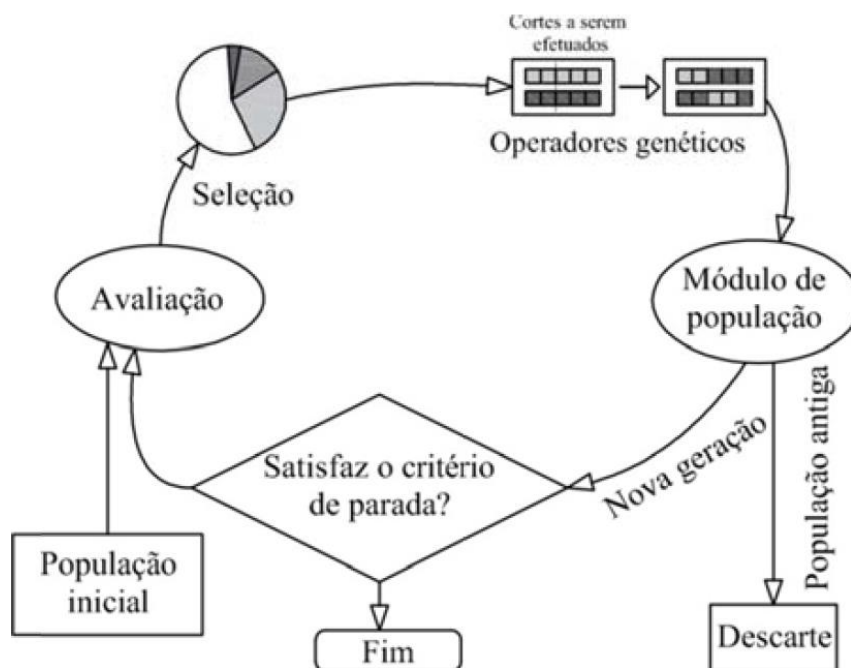 Cortes a serem
efetuados
Operadores genéticos
Seleção
Avaliação
Módulo de
população
Satisfaz o critério
de parada?
Nova geração
População antiga
População
inicial
Fim
Descarte